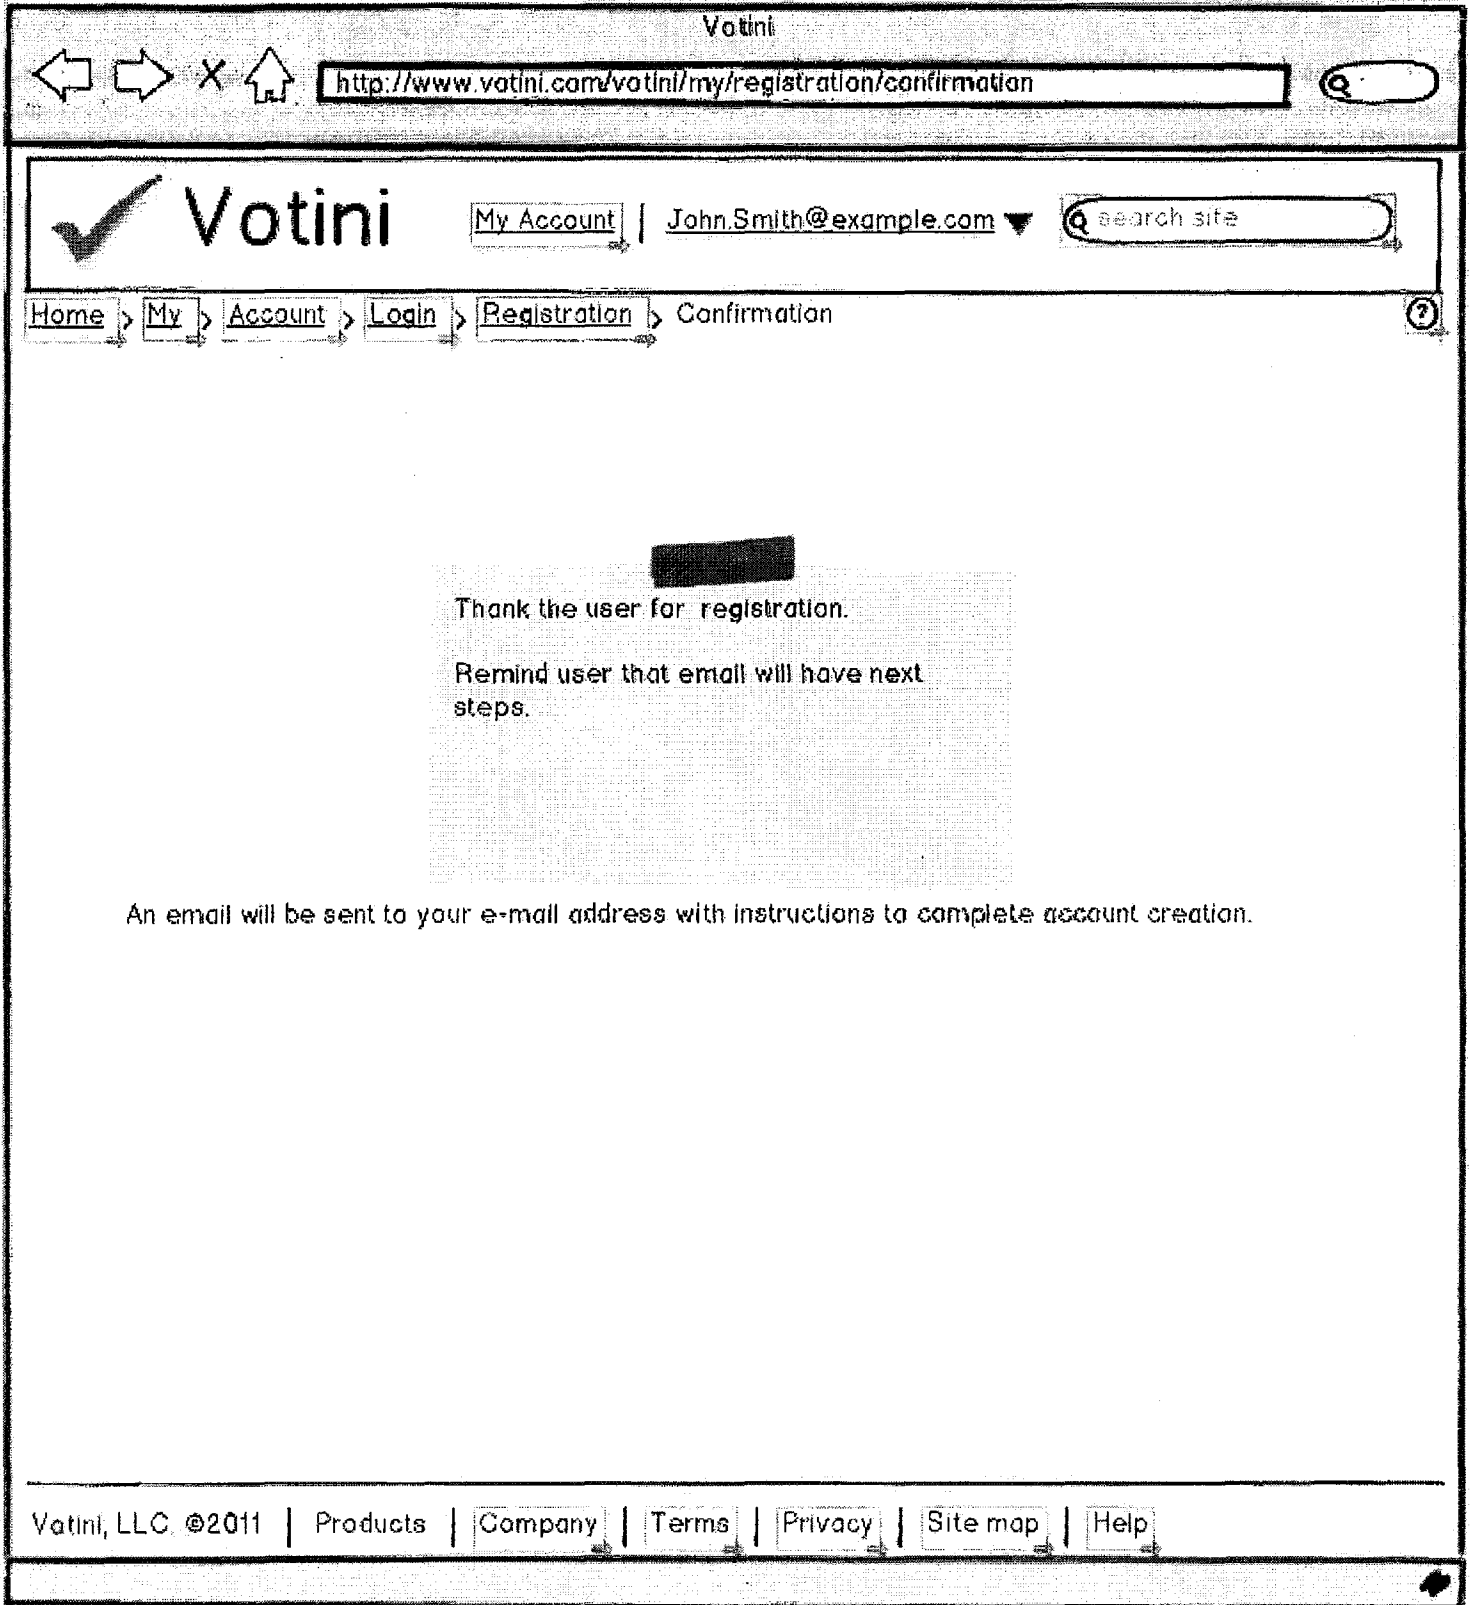 Votini
http://www.votini.com/votini/my/registration/confirmation
Votini My Account | John.Smith@example.com search site
Home > My > Account > Login > Registration > Confirmation ?
Thank the user for registration.
Remind user that email will have next
steps.
An email will be sent to your e-mail address with instructions to complete account creation.
Votini, LLC. ©2011 | Products | Company | Terms | Privacy | Site map | Help